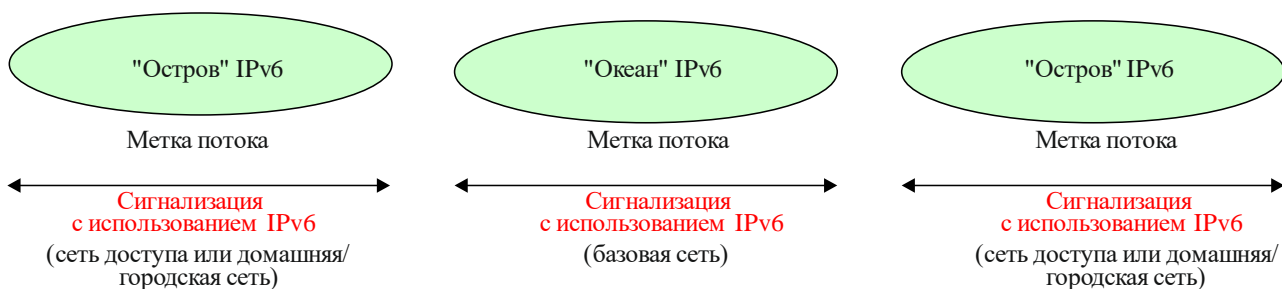 "Остров" IPv6
Метка потока
Сигнализация
с использованием IPv6
(сеть доступа или домашняя/
городская сеть)
"Океан" IPv6
Метка потока
Сигнализация
с использованием IPv6
(базовая сеть)
"Остров" IPv6
Метка потока
Сигнализация
с использованием IPv6
(сеть доступа или домашняя/
городская сеть)